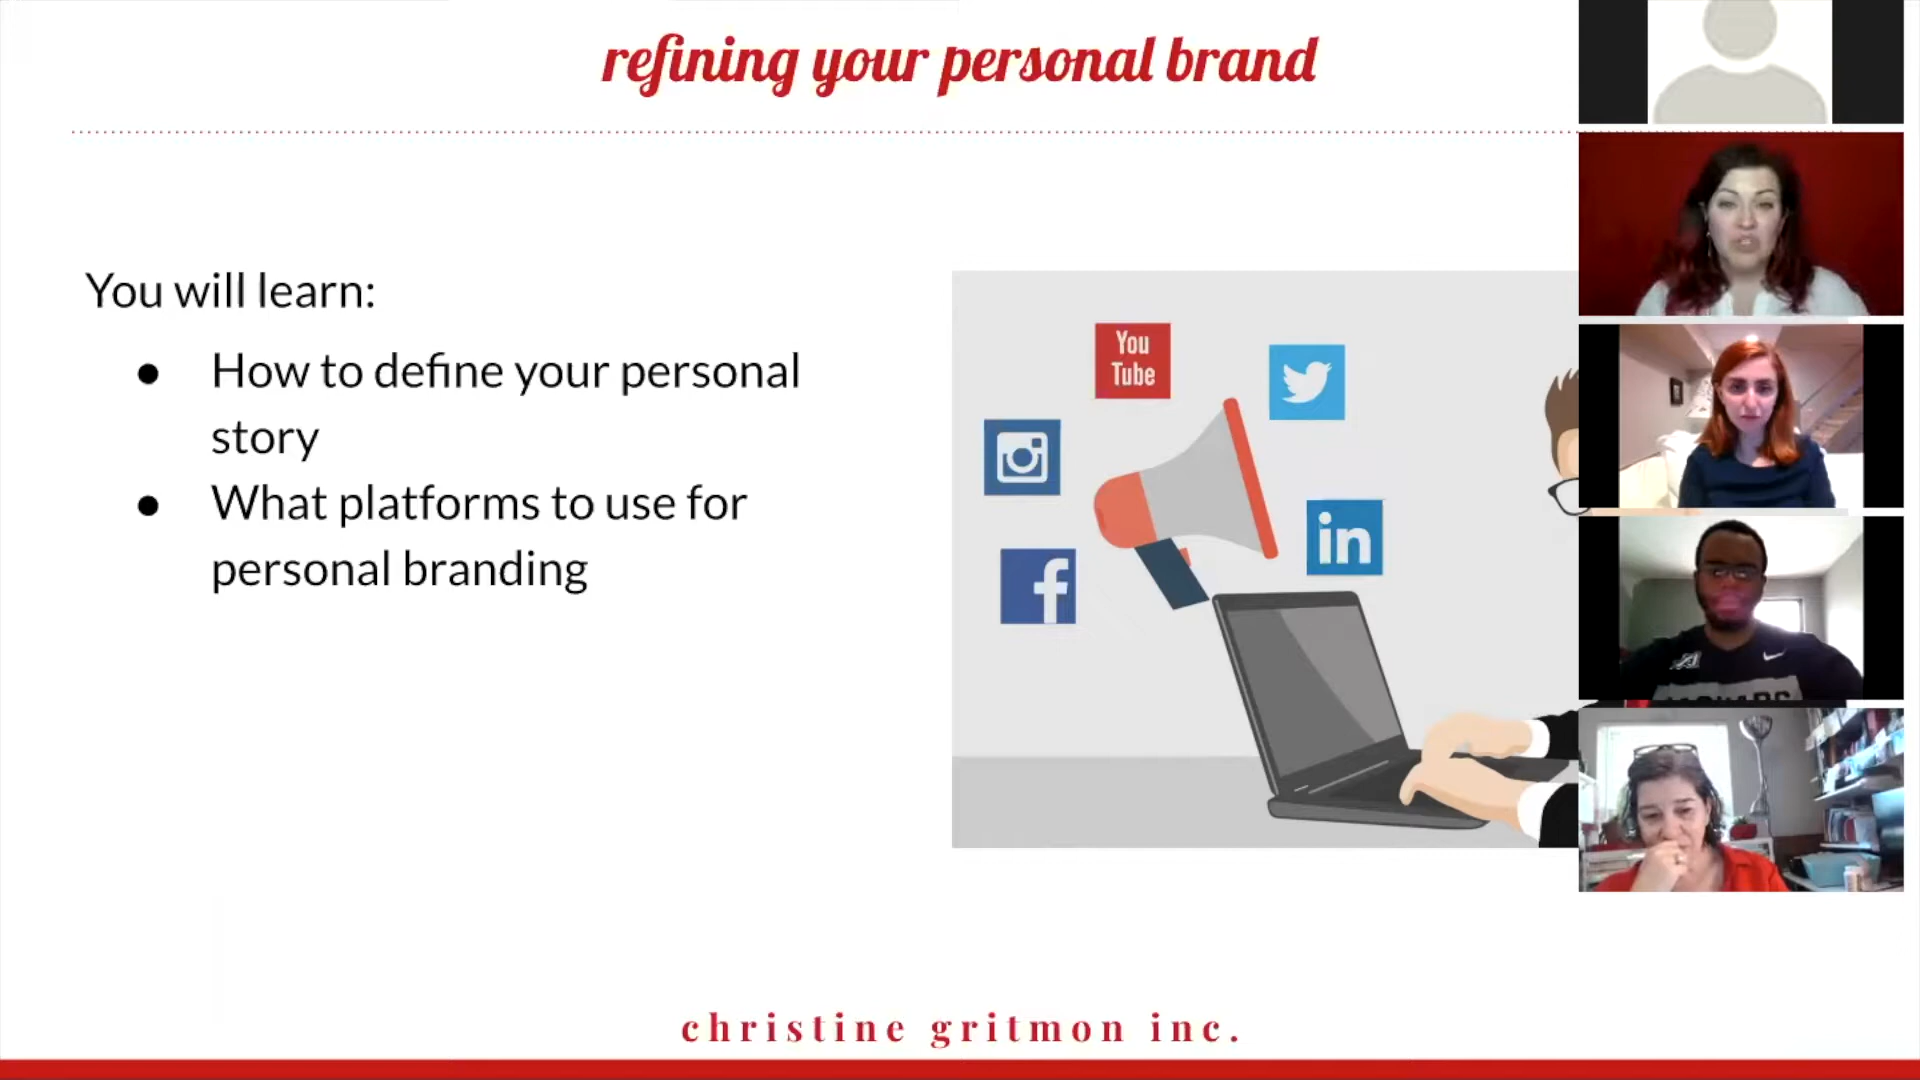 refining your personal brand
You will learn:
● How to define your personal
story
● What platforms to use for
personal branding
You
Tube
in
f
christine gritmon inc.